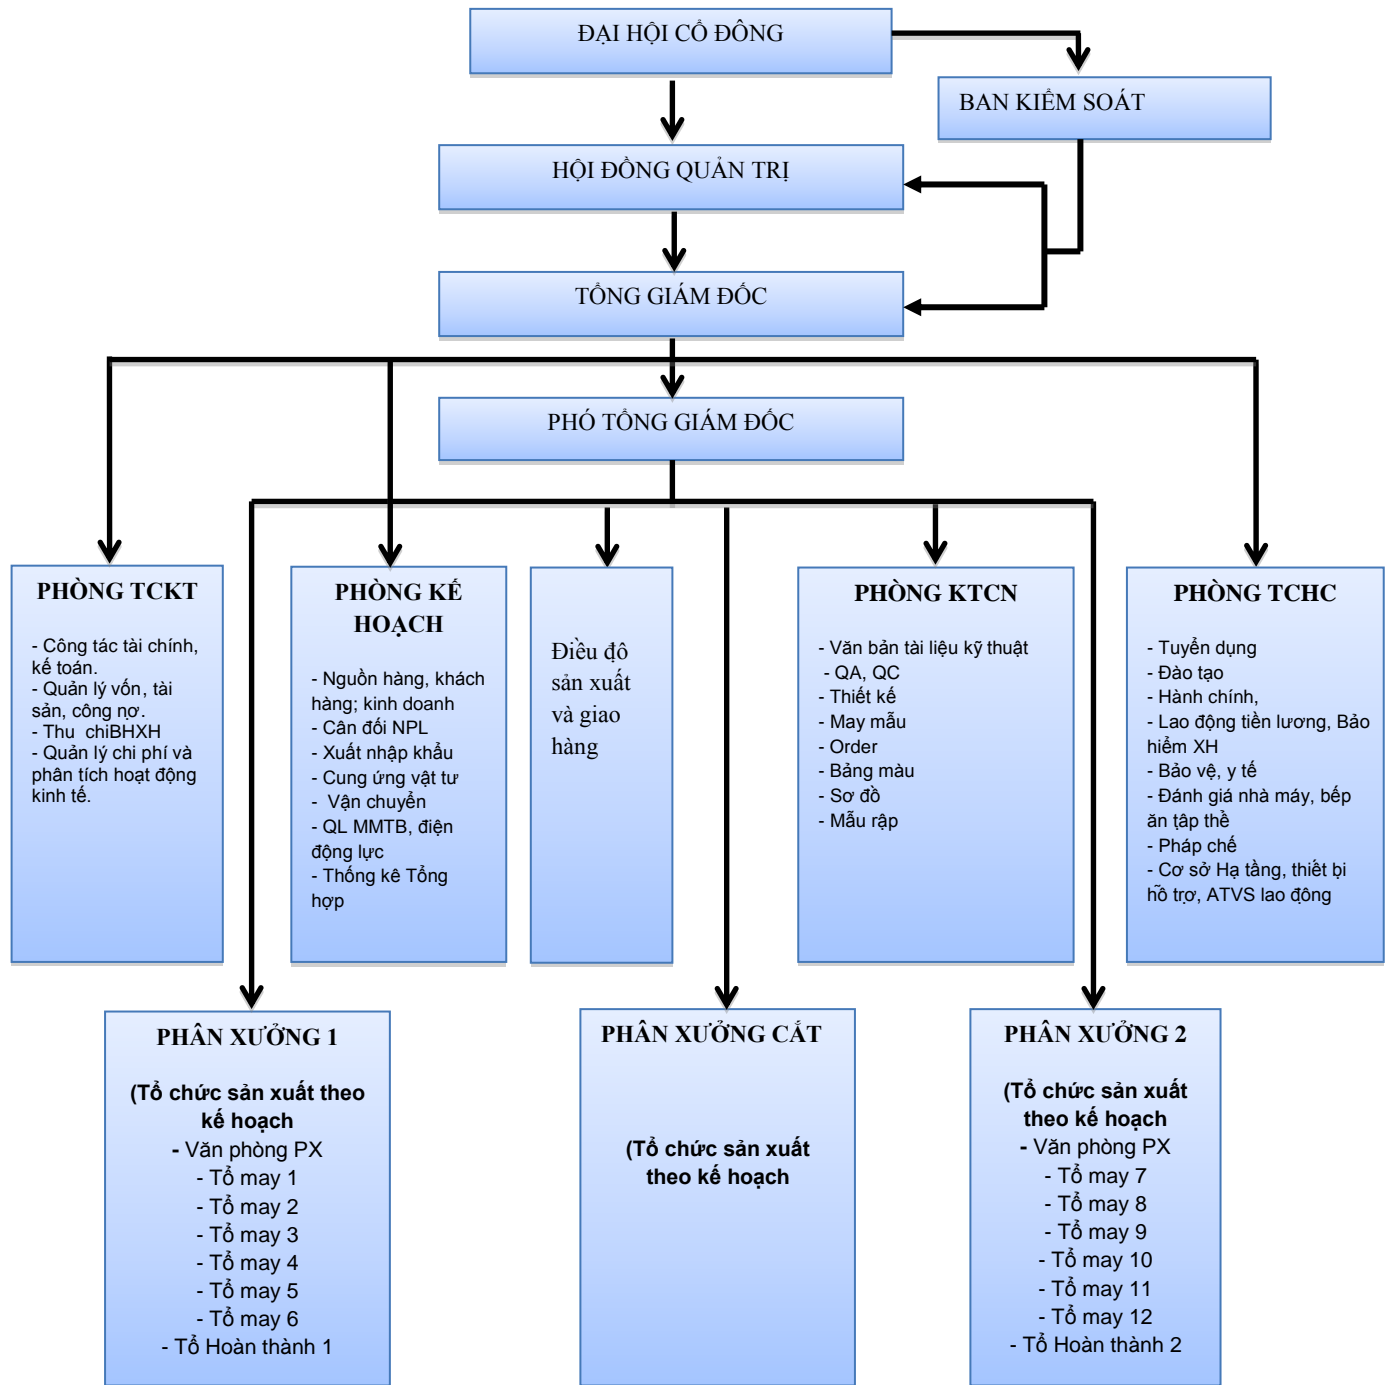 ĐẠI HỘI CỔ ĐÔNG
BAN KIỂM SOÁT
HỘI ĐỒNG QUẢN TRỊ
TỔNG GIÁM ĐỐC
PHÓ TỔNG GIÁM ĐỐC
PHÒNG TCKT
- Công tác tài chính,
kế toán.
- Quản lý vốn, tài
sản, công nợ.
- Thu chiBHXH
- Quản lý chi phí và
phân tích hoạt động
kinh tế.
PHÒNG KẾ
HOẠCH
- Nguồn hàng, khách
hàng; kinh doanh
- Cân đối NPL
- Xuất nhập khẩu
- Cung ứng vật tư
- Vận chuyển
- QL MMTB, điện
động lực
- Thống kê Tổng
hợp
Điều độ
sản xuất
và giao
hàng
PHÒNG KTCN
- Văn bản tài liệu kỹ thuật
- QA, QC
- Thiết kế
- May mẫu
- Order
- Bảng màu
- Sơ đồ
- Mẫu rập
PHÒNG TCHC
- Tuyển dụng
- Đào tạo
- Hành chính,
- Lao động tiền lương, Bảo
hiểm XH
- Bảo vệ, y tế
- Đánh giá nhà máy, bếp
ăn tập thể
- Pháp chế
- Cơ sở Hạ tầng, thiết bị
hỗ trợ, ATVS lao động
PHÂN XƯỞNG 1
(Tổ chức sản xuất theo
kế hoạch
- Văn phòng PX
- Tổ may 1
- Tổ may 2
- Tổ may 3
- Tổ may 4
- Tổ may 5
- Tổ may 6
- Tổ Hoàn thành 1
PHÂN XƯỞNG CẮT
(Tổ chức sản xuất
theo kế hoạch
PHÂN XƯỞNG 2
(Tổ chức sản xuất
theo kế hoạch
- Văn phòng PX
- Tổ may 7
- Tổ may 8
- Tổ may 9
- Tổ may 10
- Tổ may 11
- Tổ may 12
- Tổ Hoàn thành 2